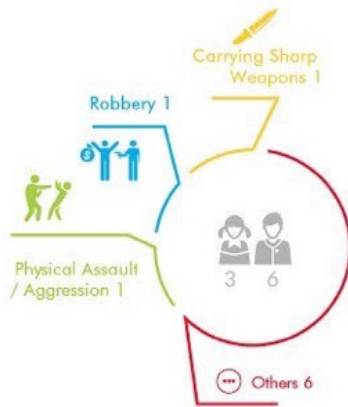 Carrying Sharp
Weapons 1
Robbery 1
Physical Assault
/ Aggression 1
3 6
Others 6